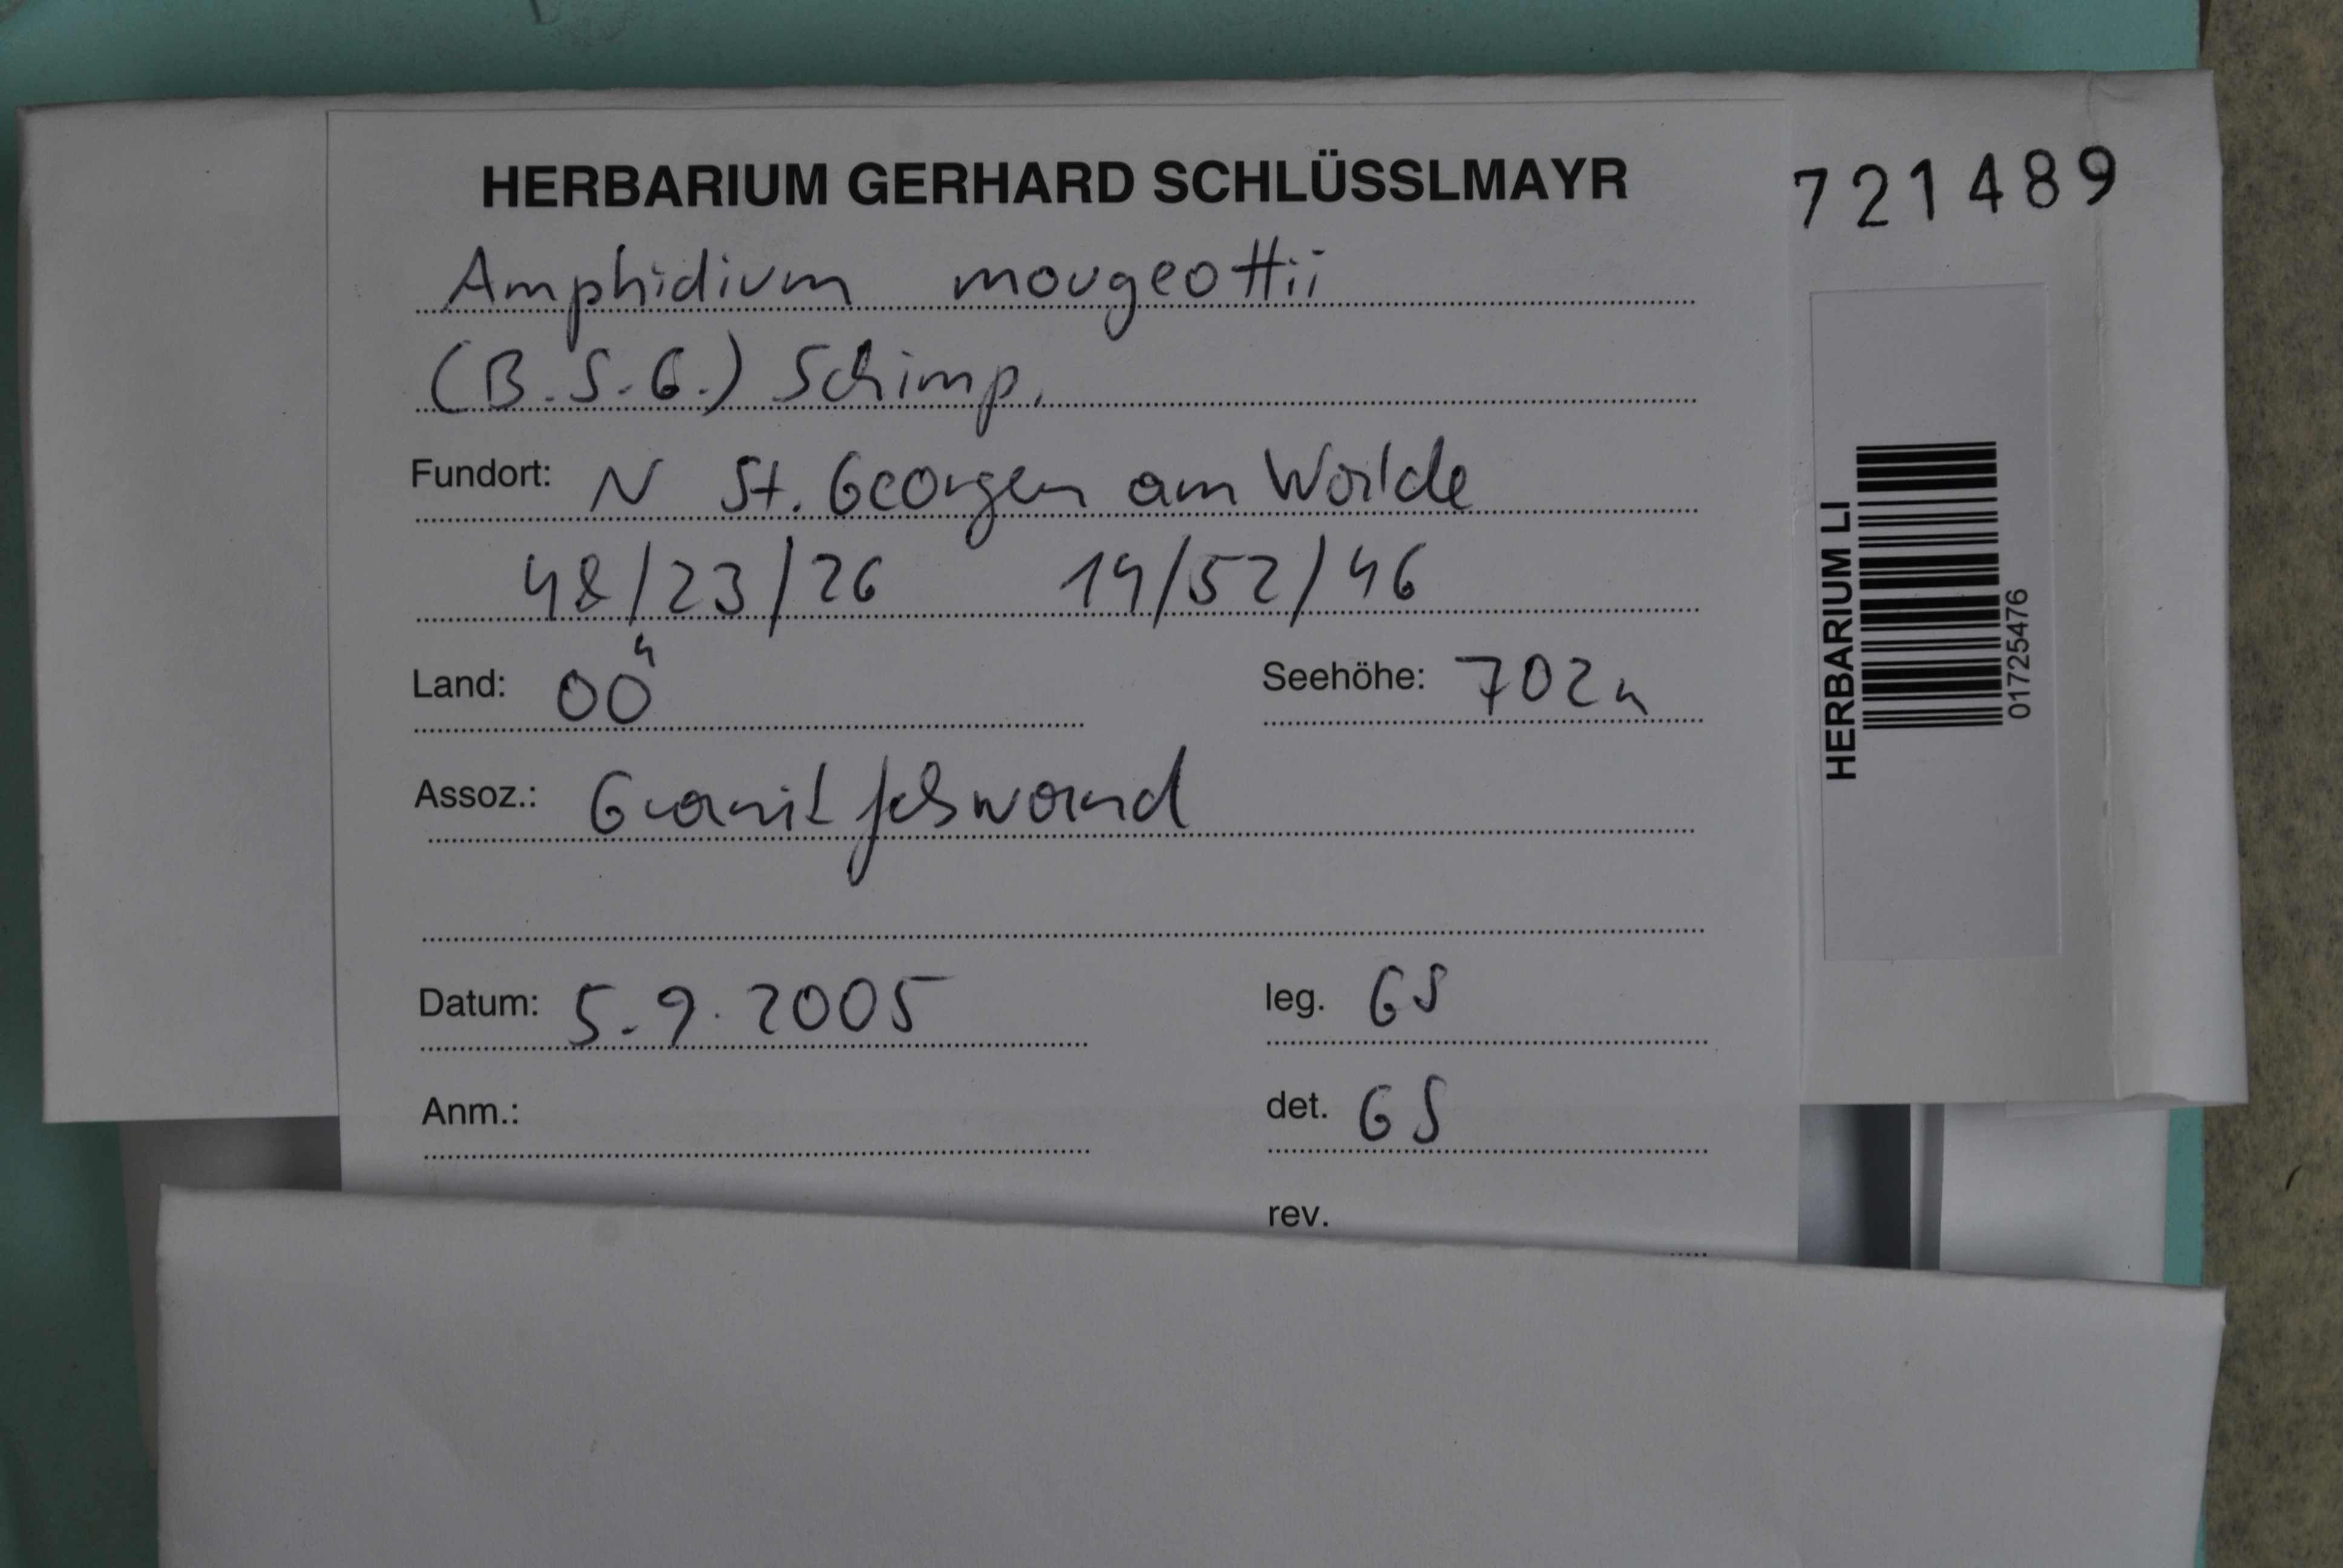 HERBARIUM GERHARD SCHLÜSSLMAYR
721489
Amphidium mougeottii
(B.S.G.) Schimp.
Fundort: N St. Georgen am Walde
48/23/26 14/52/46
Land: OÖ
Seehöhe: 702m
Assoz.: Granitfelswand
Datum: 5.9.2005
leg. GS
Anm.:
det. GS
rev.
HERBARIUM LI
01725476